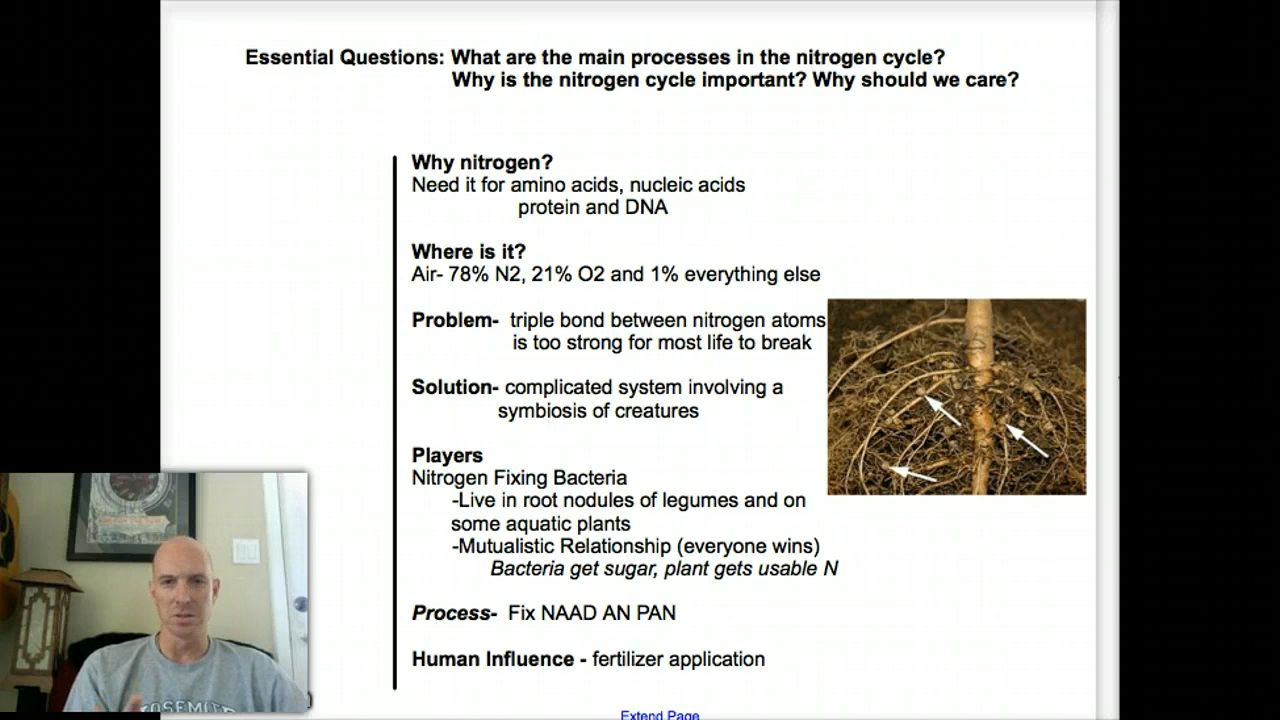 Essential Questions: What are the main processes in the nitrogen cycle?
Why is the nitrogen cycle important? Why should we care?
Why nitrogen?
Need it for amino acids, nucleic acids
protein and DNA
Where is it?
Air- 78% N2, 21% O2 and 1% everything else
Problem- triple bond between nitrogen atoms
is too strong for most life to break
Solution- complicated system involving a
symbiosis of creatures
Players
Nitrogen Fixing Bacteria
-Live in root nodules of legumes and on
some aquatic plants
-Mutualistic Relationship (everyone wins)
Bacteria get sugar, plant gets usable N
Process- Fix NAAD AN PAN
Human Influence - fertilizer application
Extend Page